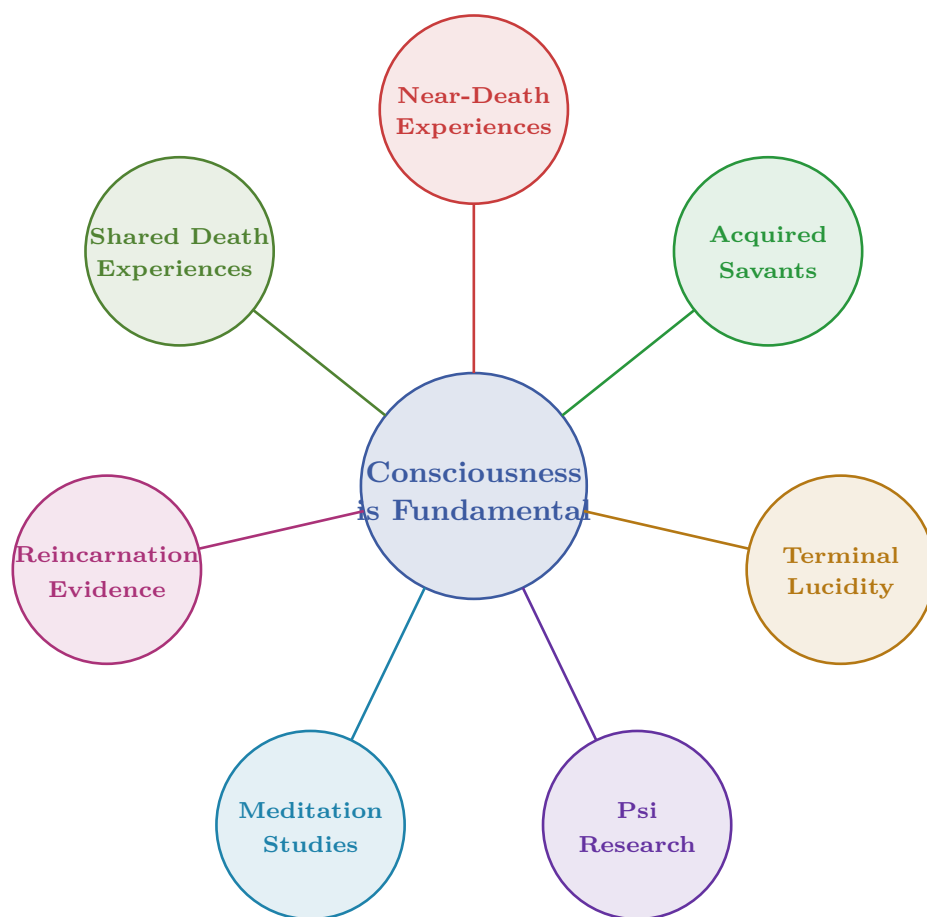 Near-Death
Experiences
Shared Death
Experiences
Acquired
Savants
Consciousness
is Fundamental
Reincarnation
Evidence
Terminal
Lucidity
Meditation
Studies
Psi
Research